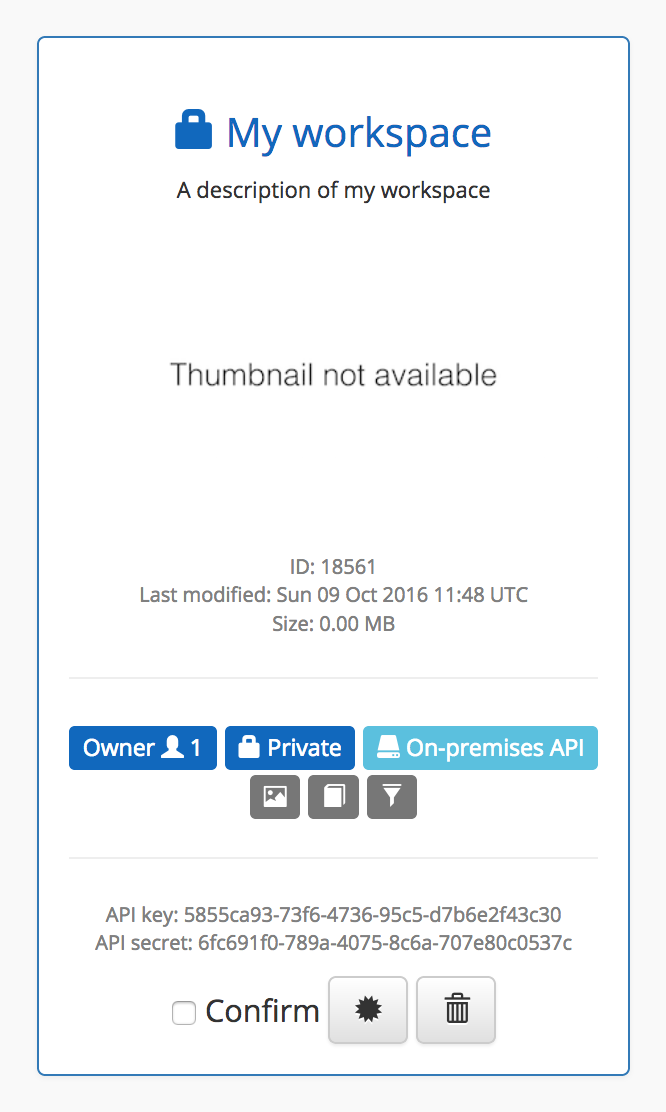 My workspace
A description of my workspace
Thumbnail not available
ID: 18561
Last modified: Sun 09 Oct 2016 11:48 UTC
Size: 0.00 MB
Owner 1 Private On-premises API
API key: 5855ca93-73f6-4736-95c5-d7b6e2f43c30
API secret: 6fc691f0-789a-4075-8c6a-707e80c0537c
Confirm